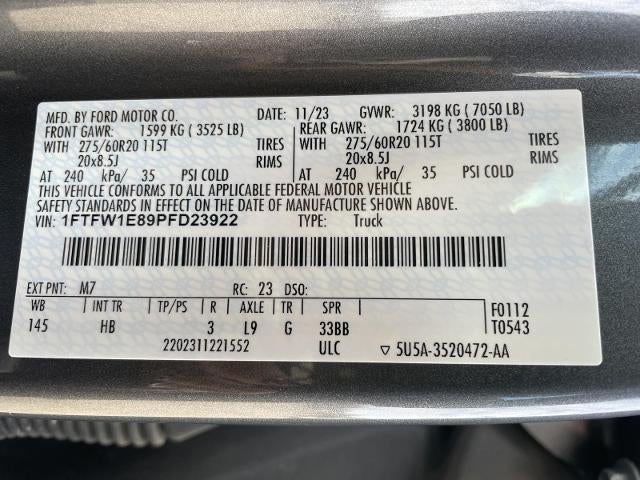 MFD. BY FORD MOTOR CO. DATE: 11/23 GVWR: 3198 KG (7050 LB)
FRONT GAWR: 1599 KG (3525 LB) REAR GAWR: 1724 KG (3800 LB)
WITH 275/60R20 115T TIRES WITH 275/60R20 115T TIRES
20x8.5J RIMS 20x8.5J RIMS
AT 240 kPa/ 35 PSI COLD AT 240 kPa/ 35 PSI COLD
THIS VEHICLE CONFORMS TO ALL APPLICABLE FEDERAL MOTOR VEHICLE
SAFETY STANDARDS IN EFFECT ON THE DATE OF MANUFACTURE SHOWN ABOVE.
VIN: 1FTFW1E89PFD23922 TYPE: Truck
EXT PNT: M7 RC: 23 DSO:
WB INT TR TP/PS R AXLE TR SPR F0112
145 HB 3 L9 G 33BB T0543
2202311221552 ULC ▽ 5U5A-3520472-AA